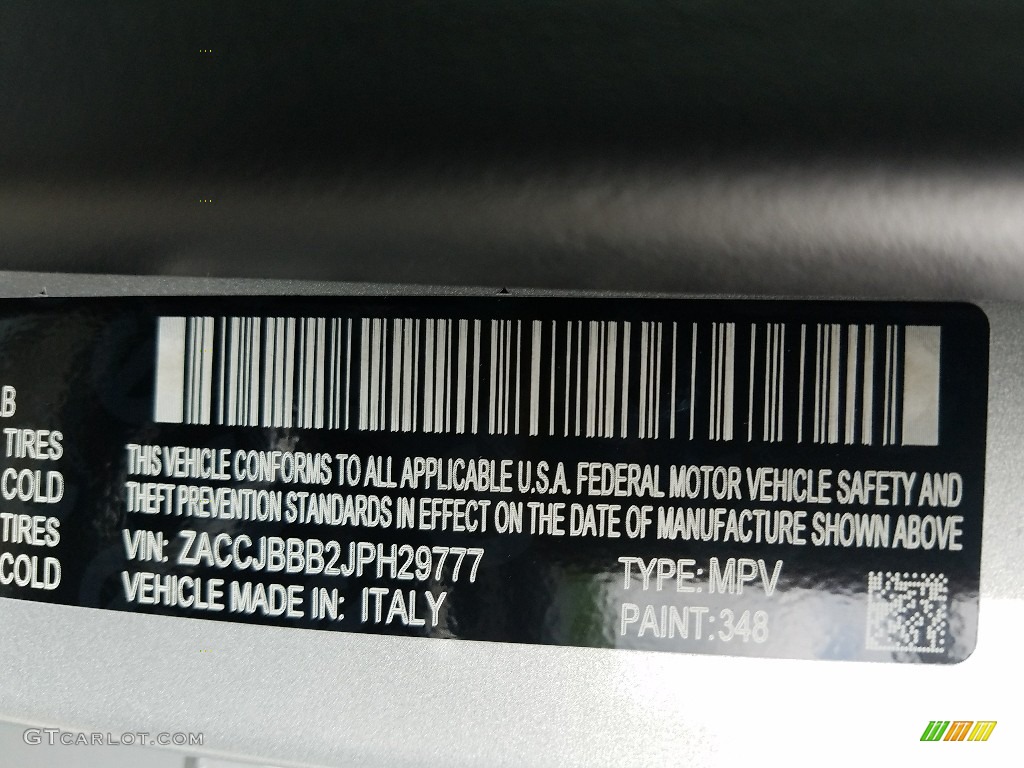 LB
TIRES
COLD
TIRES
COLD
THIS VEHICLE CONFORMS TO ALL APPLICABLE U.S.A. FEDERAL MOTOR VEHICLE SAFETY AND
THEFT PREVENTION STANDARDS IN EFFECT ON THE DATE OF MANUFACTURE SHOWN ABOVE
VIN: ZACCJBBB2JPH29777
TYPE: MPV
VEHICLE MADE IN: ITALY
PAINT: 348
GTCARLOT.COM